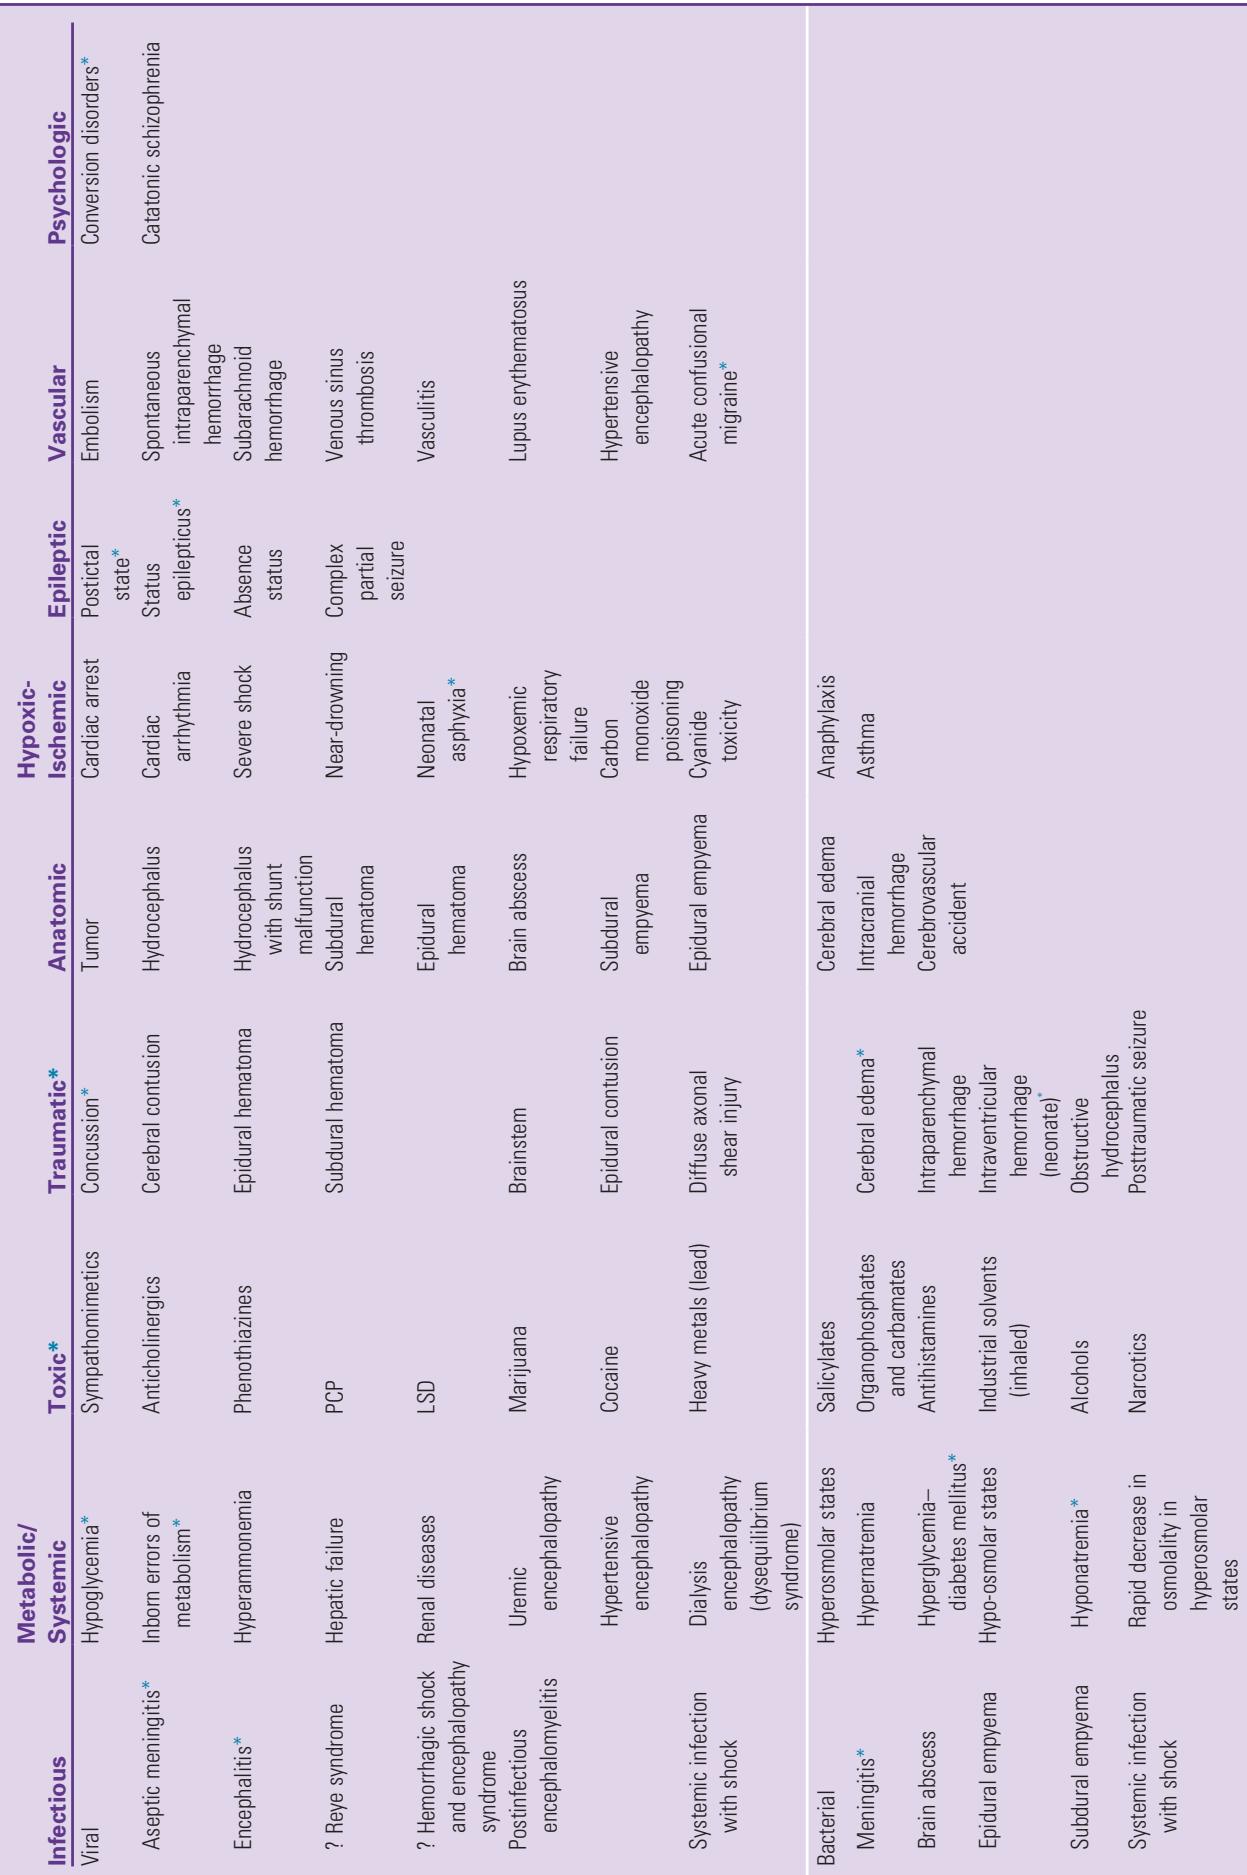 Infectious
Metabolic/
Systemic
Toxic*
Traumatic*
Anatomic
Hypoxic-
Ischemic
Epileptic
Vascular
Psychologic
Viral
Hypoglycemia*
Sympathomimetics
Concussion*
Tumor
Cardiac arrest
Postictal
state*
Embolism
Conversion disorders*
Aseptic meningitis*
Inborn errors of
metabolism*
Anticholinergics
Cerebral contusion
Hydrocephalus
Cardiac
arrhythmia
Status
epilepticus*
Spontaneous
intraparenchymal
hemorrhage
Catatonic schizophrenia
Encephalitis*
Hyperammonemia
Phenothiazines
Epidural hematoma
Hydrocephalus
with shunt
malfunction
Severe shock
Absence
status
Subarachnoid
hemorrhage
? Reye syndrome
Hepatic failure
PCP
Subdural hematoma
Subdural
hematoma
Near-drowning
Complex
partial
seizure
Venous sinus
thrombosis
? Hemorrhagic shock
and encephalopathy
syndrome
Renal diseases
LSD
Epidural
hematoma
Neonatal
asphyxia*
Vasculitis
Postinfectious
encephalomyelitis
Uremic
encephalopathy
Marijuana
Brainstem
Brain abscess
Hypoxemic
respiratory
failure
Lupus erythematosus
Hypertensive
encephalopathy
Cocaine
Epidural contusion
Subdural
empyema
Carbon
monoxide
poisoning
Hypertensive
encephalopathy
Systemic infection
with shock
Dialysis
encephalopathy
(dysequilibrium
syndrome)
Heavy metals (lead)
Diffuse axonal
shear injury
Epidural empyema
Cyanide
toxicity
Acute confusional
migraine*
Bacterial
Hyperosmolar states
Salicylates
Cerebral edema
Anaphylaxis
Meningitis*
Hypernatremia
Organophosphates
and carbamates
Cerebral edema*
Intracranial
hemorrhage
Asthma
Brain abscess
Hyperglycemia–
diabetes mellitus*
Antihistamines
Intraparenchymal
hemorrhage
Cerebrovascular
accident
Epidural empyema
Hypo-osmolar states
Industrial solvents
(inhaled)
Intraventricular
hemorrhage
(neonate)*
Subdural empyema
Hyponatremia*
Alcohols
Obstructive
hydrocephalus
Systemic infection
with shock
Rapid decrease in
osmolality in
hyperosmolar
states
Narcotics
Posttraumatic seizure